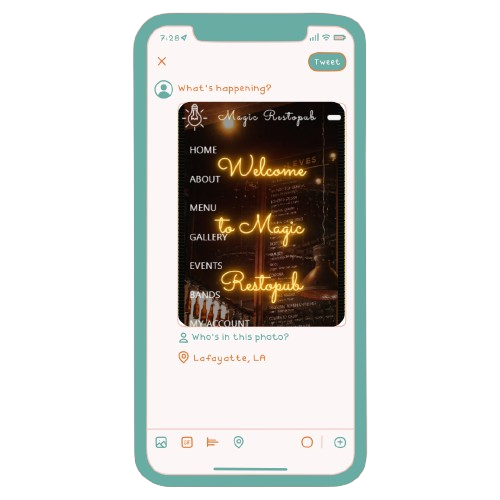 7:28
Tweet
What's happening?
Magic Restopub
HOME
Welcome
ABOUT
MENU
to Magic
GALLERY
EVENTS
Restopub
BANDS
MY ACCOUNT
Who's in this photo?
Lafayatte, LA